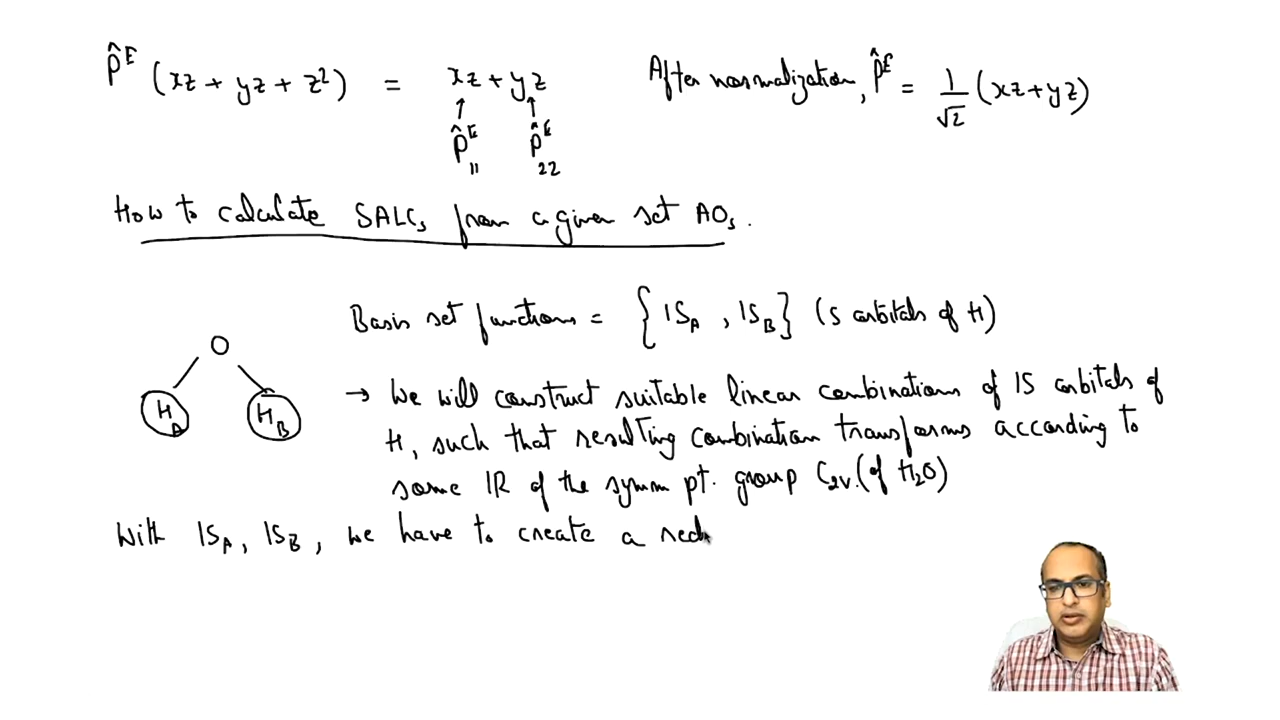 P̂ᴱ (xz + yz + z²) = xz + yz After normalization, P̂ᴱ = 1/√2 (xz + yz)
↑ ↑
P̂ᴱ₁₁ P̂ᴱ₂₂
How to calculate SALCs from a given set AOs.
Basis set functions = {1S_A, 1S_B} (S orbitals of H)
O
H_A H_B
→ We will construct suitable linear combinations of 1S orbitals of
H, such that resulting combination transforms according to
some IR of the symm pt. group C₂ᵥ. (of H₂O)
With 1S_A, 1S_B, we have to create a red